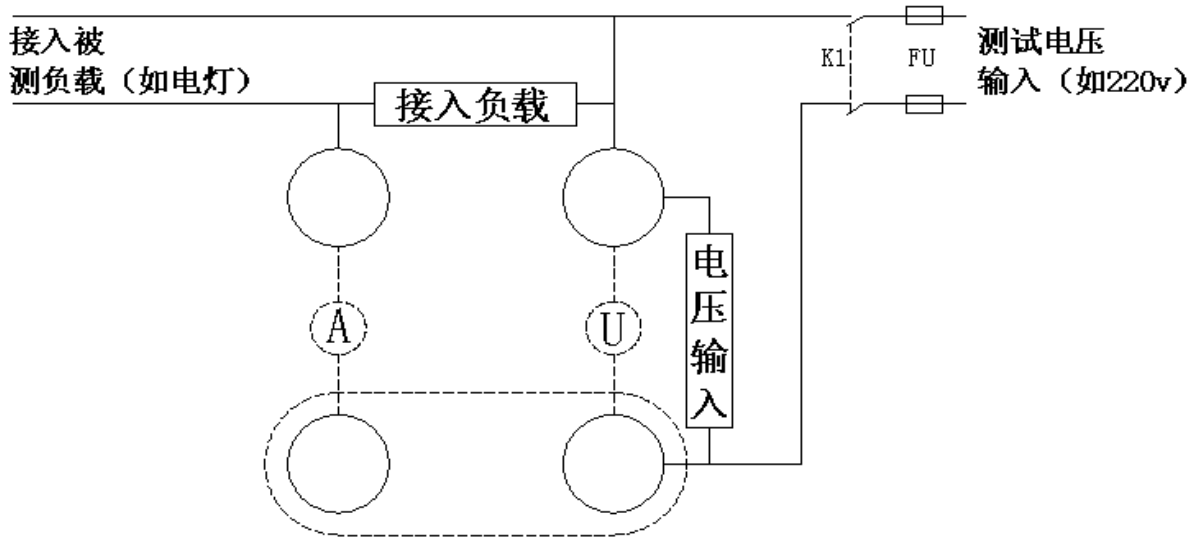 接入被
测负载（如电灯）
接入负载
K1
FU
测试电压
输入（如220v）
A
U
电压输入